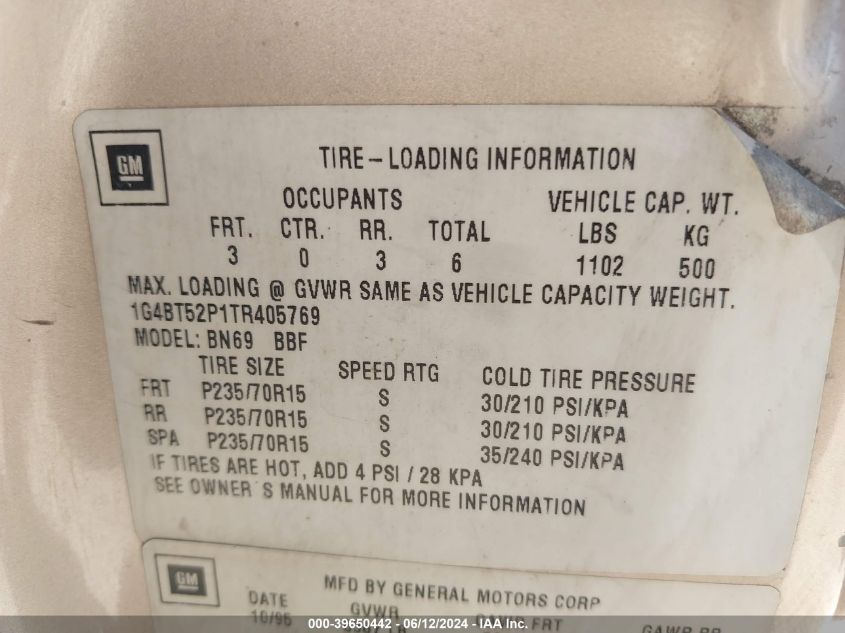 GM
TIRE-LOADING INFORMATION
OCCUPANTS VEHICLE CAP. WT.
FRT. CTR. RR. TOTAL LBS KG
3 0 3 6 1102 500
MAX. LOADING @ GVWR SAME AS VEHICLE CAPACITY WEIGHT.
1G4BT52P1TR405769
MODEL: BN69 BBF
TIRE SIZE SPEED RTG COLD TIRE PRESSURE
FRT P235/70R15 S 30/210 PSI/KPA
RR P235/70R15 S 30/210 PSI/KPA
SPA P235/70R15 S 35/240 PSI/KPA
IF TIRES ARE HOT, ADD 4 PSI / 28 KPA
SEE OWNER'S MANUAL FOR MORE INFORMATION
GM
MFD BY GENERAL MOTORS CORP
DATE GVWR FRT
10/95 GAWR RR
000-39650442 - 06/12/2024 - IAA Inc.